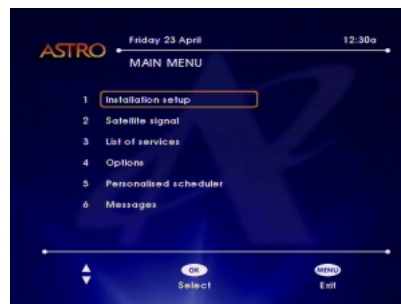 Friday 23 April 12:30a
ASTRO
MAIN MENU
1 Installation setup
2 Satellite signal
3 List of services
4 Options
5 Personalised scheduler
6 Messages
OK MENU
Select Exit